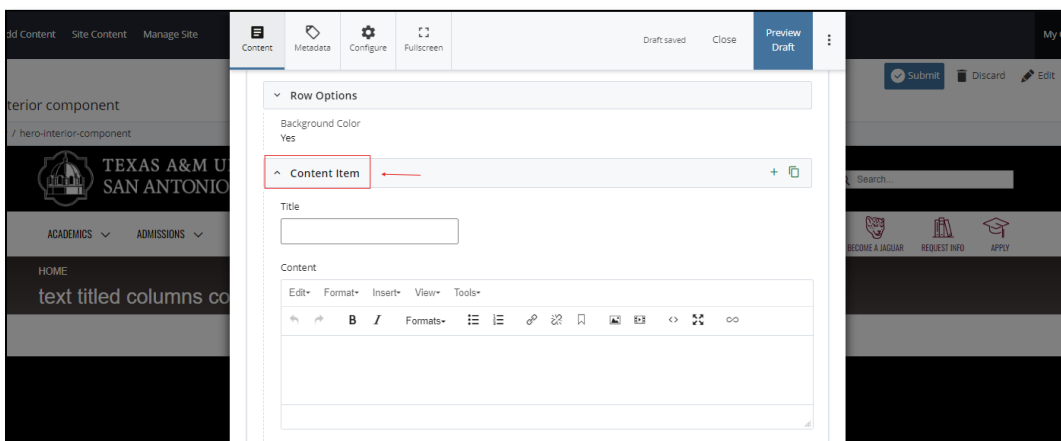 dd Content Site Content Manage Site
Content Metadata Configure Fullscreen Draft saved Close Preview Draft
My
Submit Discard Edit
terior component
Row Options
/ hero-interior-component
Background Color
Yes
TEXAS A&M U
SAN ANTONIO
Content Item
Search...
Title
ACADEMICS ADMISSIONS
BECOME A JAGUAR REQUEST INFO APPLY
HOME
text titled columns co
Content
Edit Format Insert View Tools
B I Formats